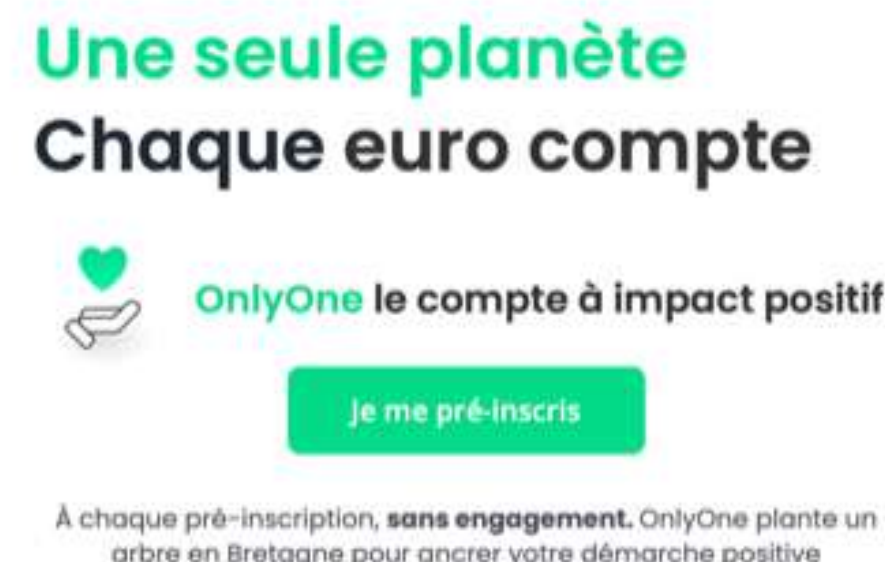 Une seule planète
Chaque euro compte
OnlyOne le compte à impact positif
Je me pré-inscris
À chaque pré-inscription, sans engagement. OnlyOne plante un
arbre en Bretagne pour ancrer votre démarche positive